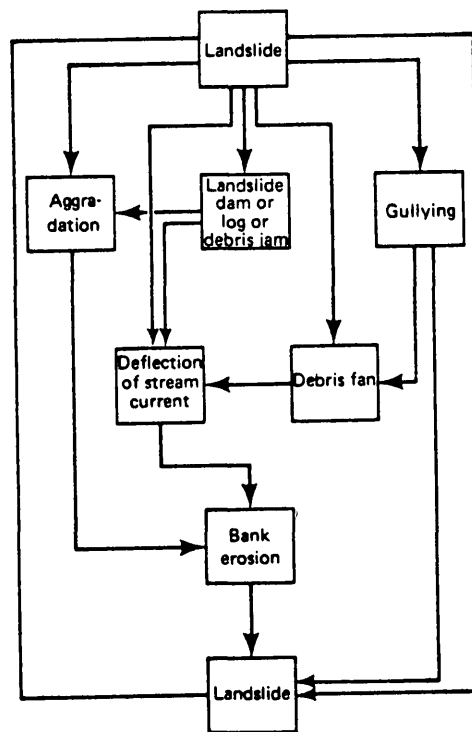 Landslide
Aggra-
dation
Landslide
dam or
log or
debris jam
Gullying
Deflection
of stream
current
Debris fan
Bank
erosion
Landslide